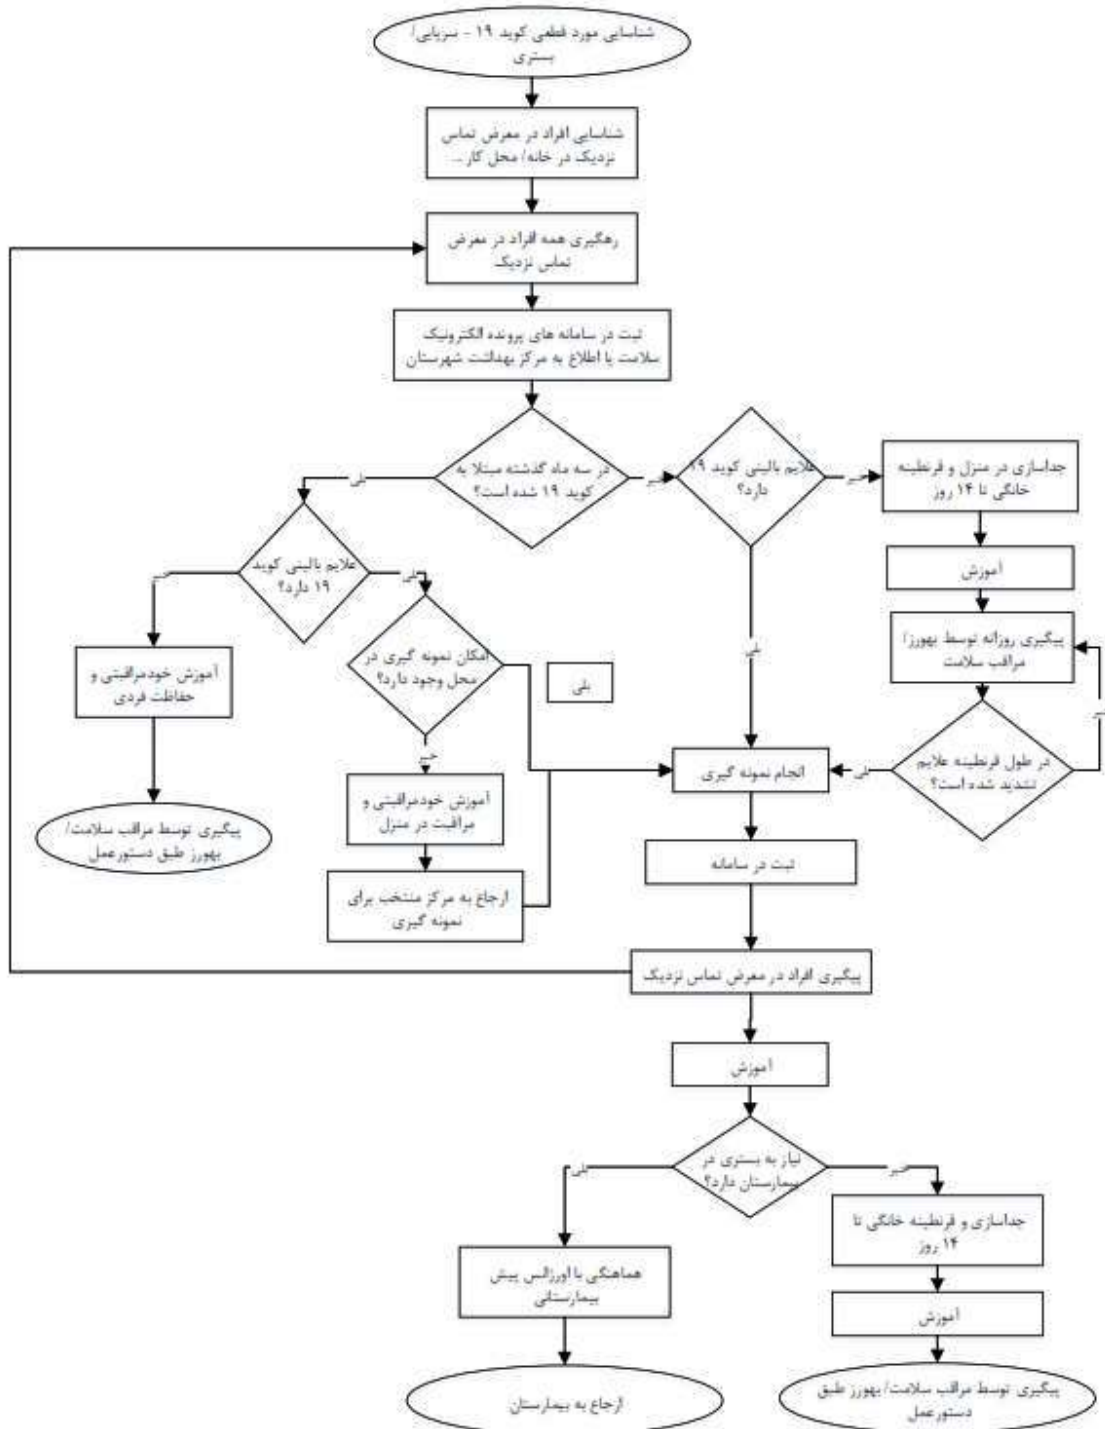 شناسایی مورد قطعی کوید ۱۹ - سرپایی/
بستری
شناسایی افراد در معرض تماس
نزدیک در خانه/ محل کار ...
رهگیری همه افراد در معرض
تماس نزدیک
ثبت در سامانه های پرونده الکترونیک
سلامت یا اطلاع به مرکز بهداشت شهرستان
در سه ماه گذشته مبتلا به
کوید ۱۹ شده است؟
خیر
بلی
علایم بالینی کوید ۱۹
دارد؟
خیر
بلی
جداسازی در منزل و قرنطینه
خانگی تا ۱۴ روز
آموزش
پیگیری روزانه توسط بهورز/
مراقب سلامت
در طول قرنطینه علایم
تشدید شده است؟
خیر
بلی
علایم بالینی کوید
۱۹ دارد؟
بلی
خیر
امکان نمونه گیری در
محل وجود دارد؟
بلی
خیر
آموزش خودمراقبتی و
حفاظت فردی
پیگیری توسط مراقب سلامت/
بهورز طبق دستورعمل
آموزش خودمراقبتی و
مراقبت در منزل
ارجاع به مرکز منتخب برای
نمونه گیری
انجام نمونه گیری
ثبت در سامانه
پیگیری افراد در معرض تماس نزدیک
آموزش
نیاز به بستری در
بیمارستان دارد؟
خیر
بلی
جداسازی و قرنطینه خانگی تا
۱۴ روز
آموزش
پیگیری توسط مراقب سلامت/ بهورز طبق
دستورعمل
هماهنگی با اورژانس پیش
بیمارستانی
ارجاع به بیمارستان